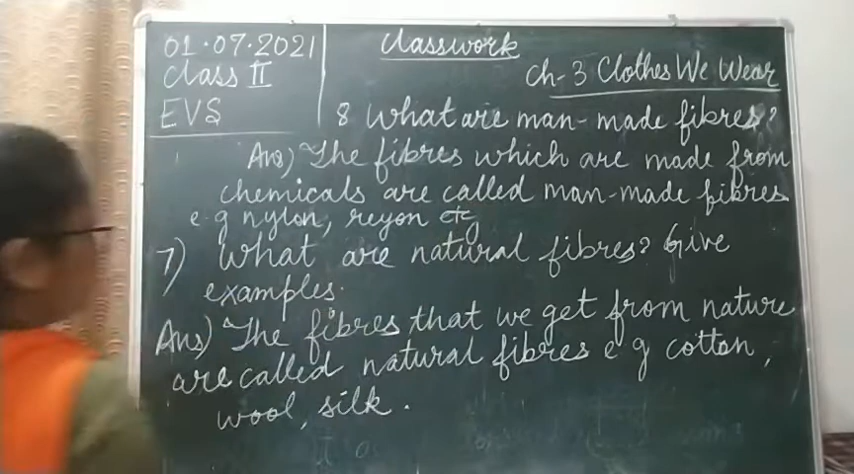 01.07.2021
Class II
EVS
Classwork
Ch-3 Clothes We Wear
8 What are man-made fibres?
Ans) The fibres which are made from
chemicals are called man-made fibres
e.g nylon, reyon etc
7) What are natural fibres? Give
examples.
Ans) The fibres that we get from nature
are called natural fibres e g cotton,
wool, silk.